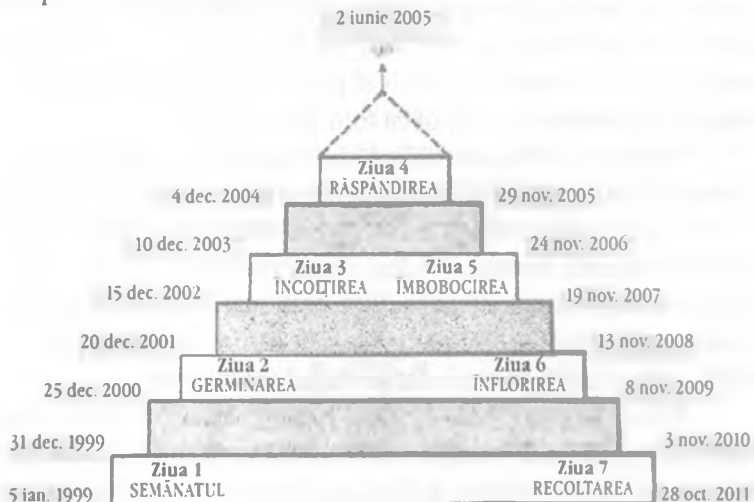 2 iunie 2005
Ziua 4
RĂSPÂNDIREA
4 dec. 2004
29 nov. 2005
10 dec. 2003
24 nov. 2006
Ziua 3 Ziua 5
ÎNCOLȚIREA ÎMBOBOCIREA
15 dec. 2002
19 nov. 2007
20 dec. 2001
13 nov. 2008
Ziua 2 Ziua 6
GERMINAREA ÎNFLORIREA
25 dec. 2000
8 nov. 2009
31 dec. 1999
3 nov. 2010
Ziua 1 Ziua 7
SEMĂNATUL RECOLTAREA
5 ian. 1999
28 oct. 2011